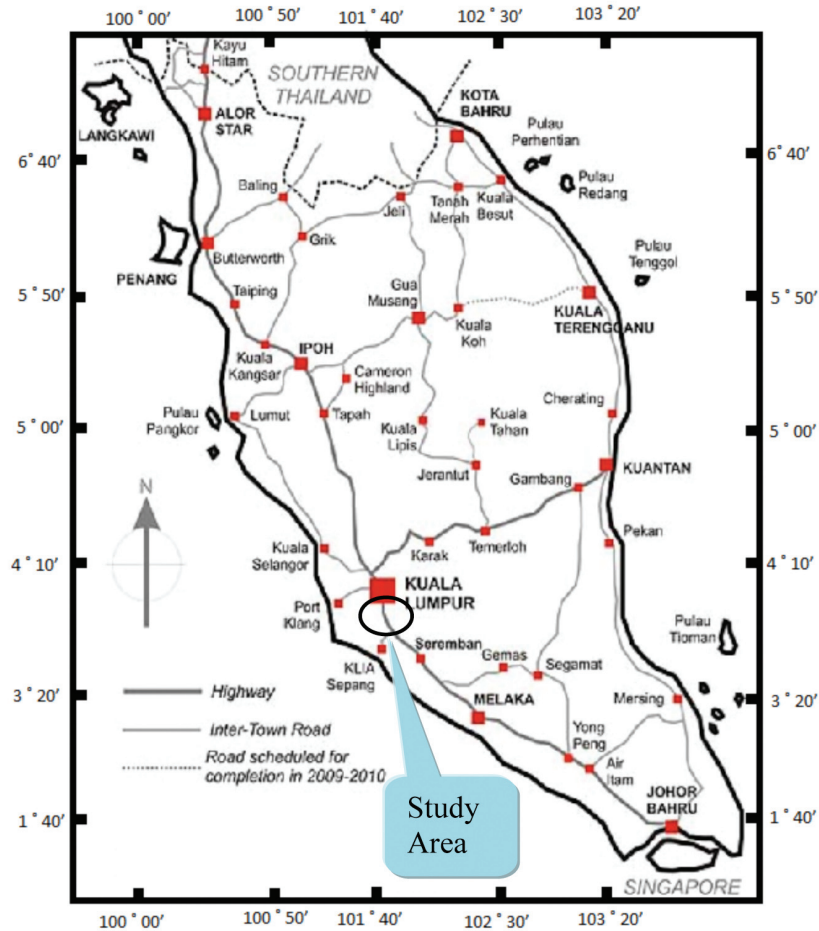 100°00′
100°50′
101°40′
102°30′
103°20′
Kayu
Hitam
SOUTHERN
THAILAND
KOTA
BAHRU
ALOR
STAR
LANGKAWI
Pulau
Perhentian
6°40′
6°40′
Pulau
Redang
Baling
Jeli
Tanah
Merah
Kuala
Besut
Grik
Butterworth
PENANG
Pulau
Tenggol
Gua
Musang
Taiping
5°50′
5°50′
KUALA
TERENGGANU
Kuala
Koh
IPOH
Kuala
Kangsar
Cameron
Highland
Cherating
Pulau
Pangkor
Lumut
Tapah
Kuala
Tahan
5°00′
5°00′
Kuala
Lipis
Jerantut
Gambang
KUANTAN
N
Pekan
Kuala
Selangor
Karak
Temerloh
4°10′
4°10′
KUALA
LUMPUR
Port
Klang
Pulau
Tioman
Seremban
Gemas
Segamat
KLIA
Sepang
3°20′
3°20′
Highway
MELAKA
Mersing
Inter-Town Road
Yong
Peng
Road scheduled for
completion in 2009-2010
Air
Itam
JOHOR
BAHRU
Study
Area
1°40′
1°40′
SINGAPORE
100°00′
100°50′
101°40′
102°30′
103°20′